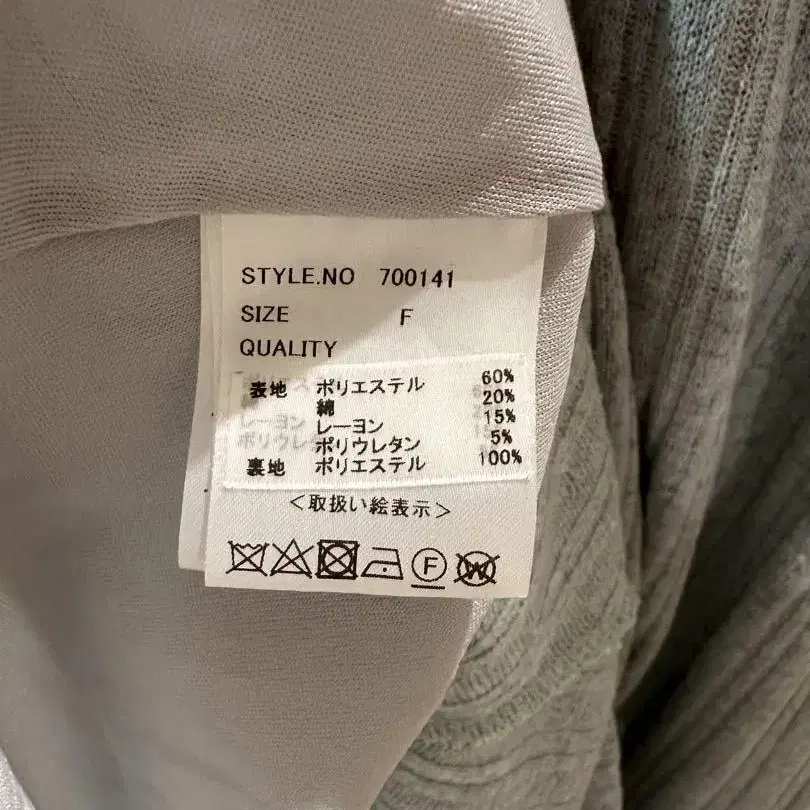 STYLE.NO 700141
SIZE F
QUALITY
表地 ポリエステル 60%
綿 20%
レーヨン 15%
ポリウレタン 5%
裏地 ポリエステル 100%
＜取扱い絵表示＞
F W